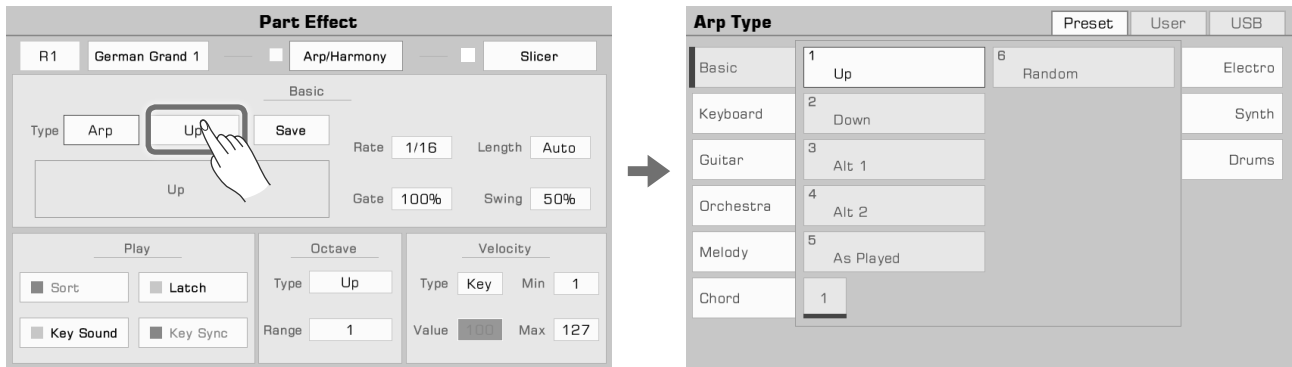 Part Effect
R1 German Grand 1 Arp/Harmony Slicer
Basic
Type Arp Up Save
Rate 1/16 Length Auto
Up
Gate 100% Swing 50%
Play
Sort Latch
Key Sound Key Sync
Octave
Type Up
Range 1
Velocity
Type Key Min 1
Value 100 Max 127
Arp Type Preset User USB
Basic
Keyboard
Guitar
Orchestra
Melody
Chord
1 Up
2 Down
3 Alt 1
4 Alt 2
5 As Played
1
6 Random
Electro
Synth
Drums